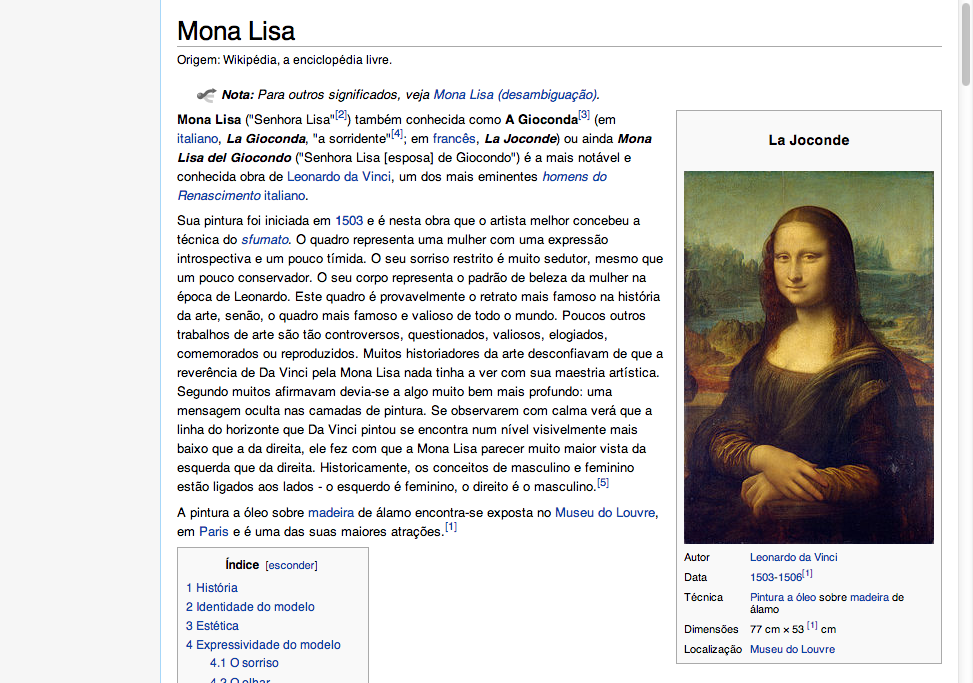 Mona Lisa
Origem: Wikipédia, a enciclopédia livre.
Nota: Para outros significados, veja Mona Lisa (desambiguação).
Mona Lisa ("Senhora Lisa"[2]) também conhecida como A Gioconda[3] (em
italiano, La Gioconda, "a sorridente"[4]; em francês, La Joconde) ou ainda Mona
Lisa del Giocondo ("Senhora Lisa [esposa] de Giocondo") é a mais notável e
conhecida obra de Leonardo da Vinci, um dos mais eminentes homens do
Renascimento italiano.
Sua pintura foi iniciada em 1503 e é nesta obra que o artista melhor concebeu a
técnica do sfumato. O quadro representa uma mulher com uma expressão
introspectiva e um pouco tímida. O seu sorriso restrito é muito sedutor, mesmo que
um pouco conservador. O seu corpo representa o padrão de beleza da mulher na
época de Leonardo. Este quadro é provavelmente o retrato mais famoso na história
da arte, senão, o quadro mais famoso e valioso de todo o mundo. Poucos outros
trabalhos de arte são tão controversos, questionados, valiosos, elogiados,
comemorados ou reproduzidos. Muitos historiadores da arte desconfiavam de que a
reverência de Da Vinci pela Mona Lisa nada tinha a ver com sua maestria artística.
Segundo muitos afirmavam devia-se a algo muito bem mais profundo: uma
mensagem oculta nas camadas de pintura. Se observarem com calma verá que a
linha do horizonte que Da Vinci pintou se encontra num nível visivelmente mais
baixo que a da direita, ele fez com que a Mona Lisa parecer muito maior vista da
esquerda que da direita. Historicamente, os conceitos de masculino e feminino
estão ligados aos lados - o esquerdo é feminino, o direito é o masculino.[5]
A pintura a óleo sobre madeira de álamo encontra-se exposta no Museu do Louvre,
em Paris e é uma das suas maiores atrações.[1]
Índice [esconder]
1 História
2 Identidade do modelo
3 Estética
4 Expressividade do modelo
4.1 O sorriso
4.2 O olhar
La Joconde
Autor Leonardo da Vinci
Data 1503-1506[1]
Técnica Pintura a óleo sobre madeira de
álamo
Dimensões 77 cm × 53 [1] cm
Localização Museu do Louvre